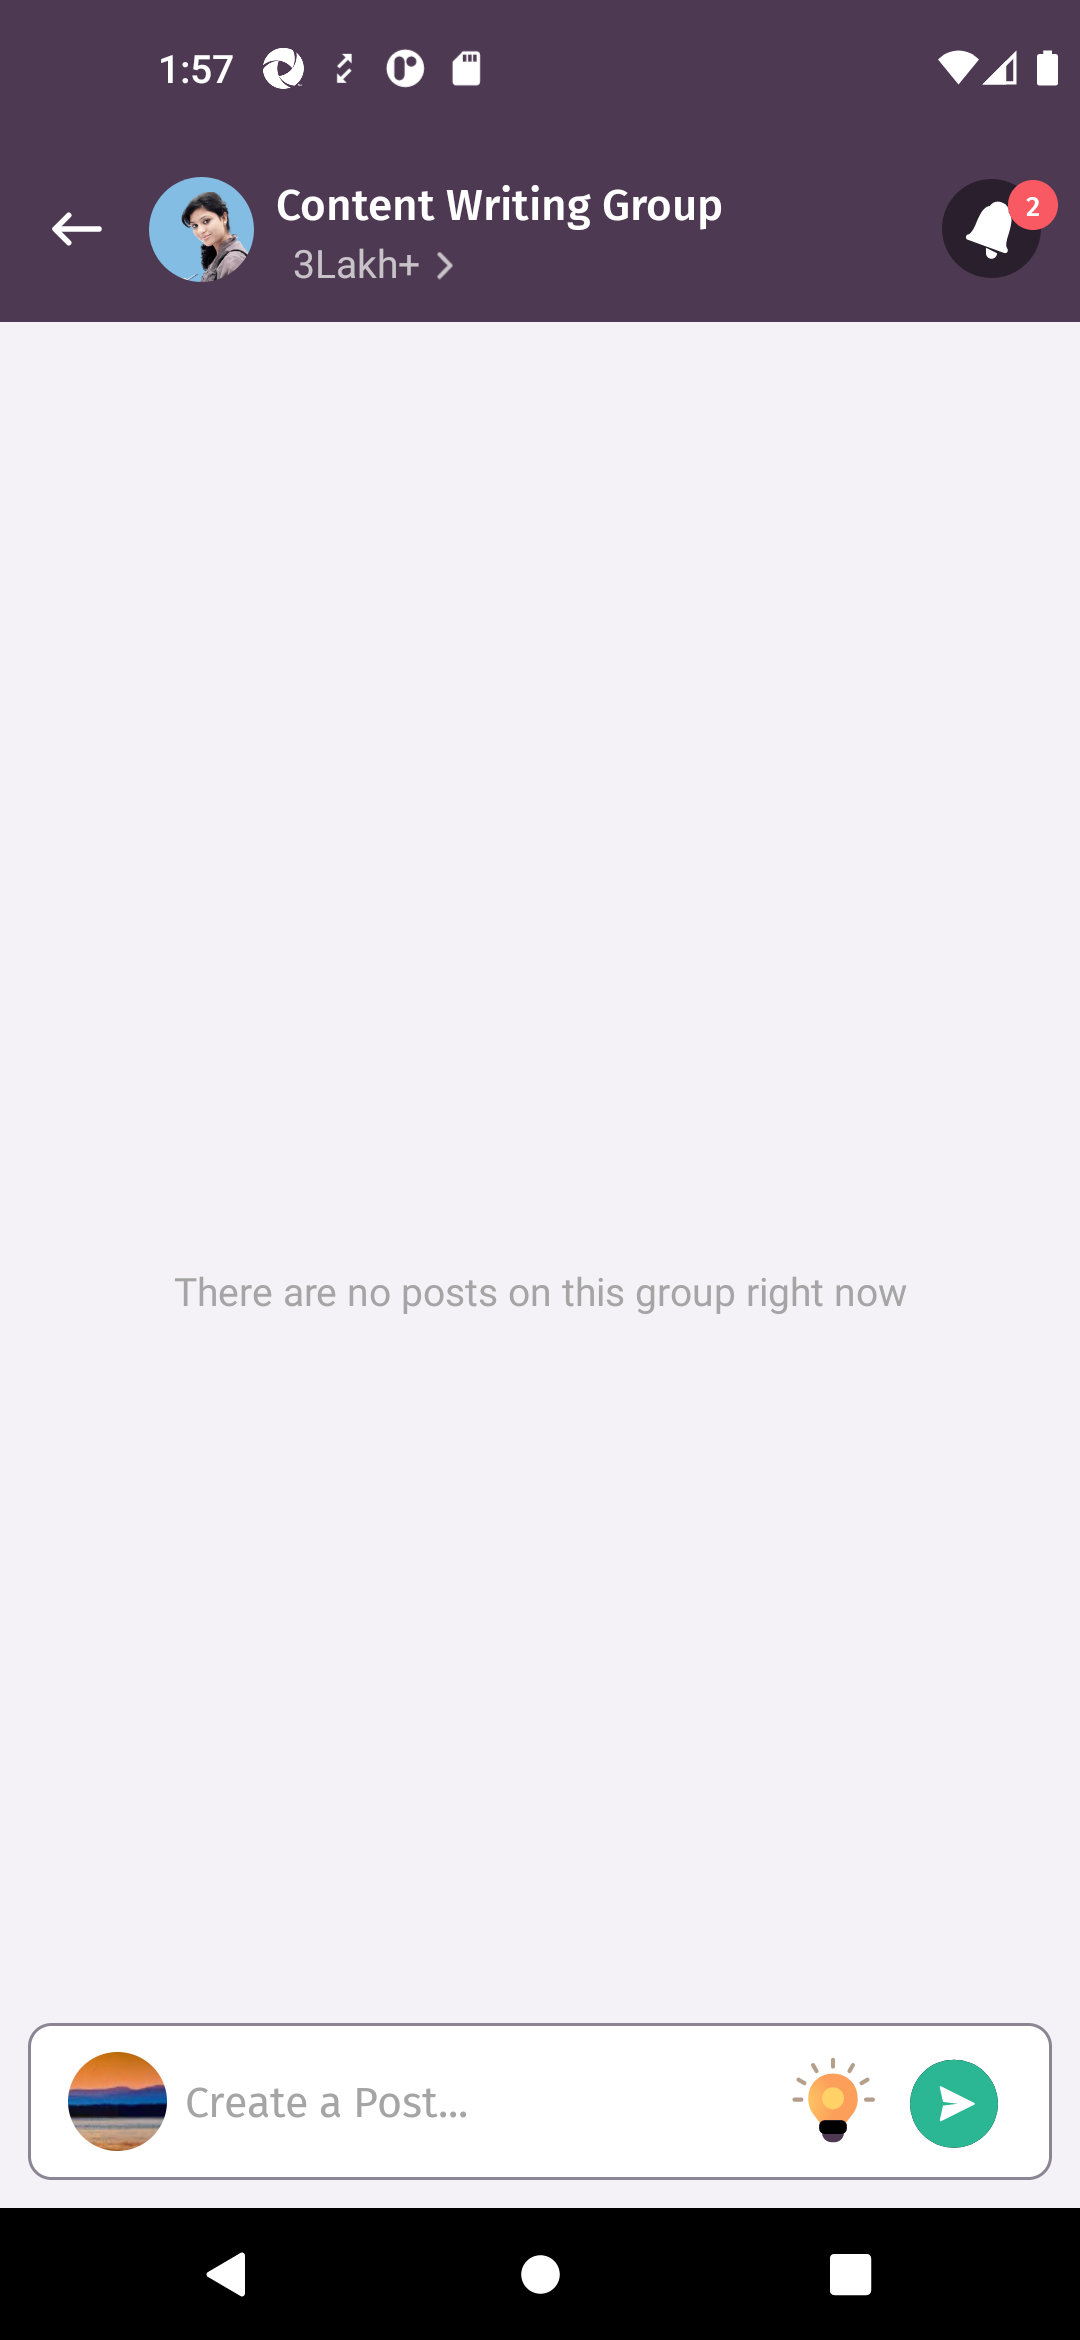 1:57
Content Writing Group
2
3Lakh+
There are no posts on this group right now
Create a Post...